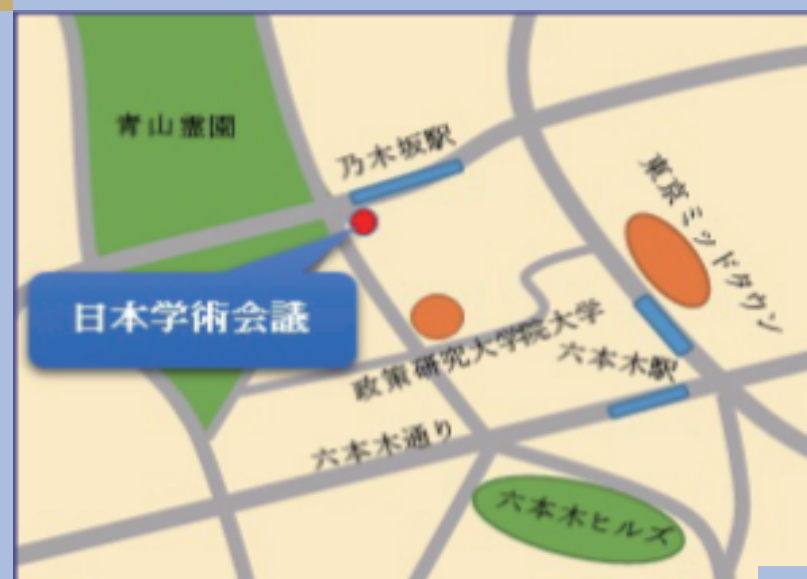 青山霊園
乃木坂駅
東京ミッドタウン
日本学術会議
政策研究大学院大学
六本木駅
六本木通り
六本木ヒルズ